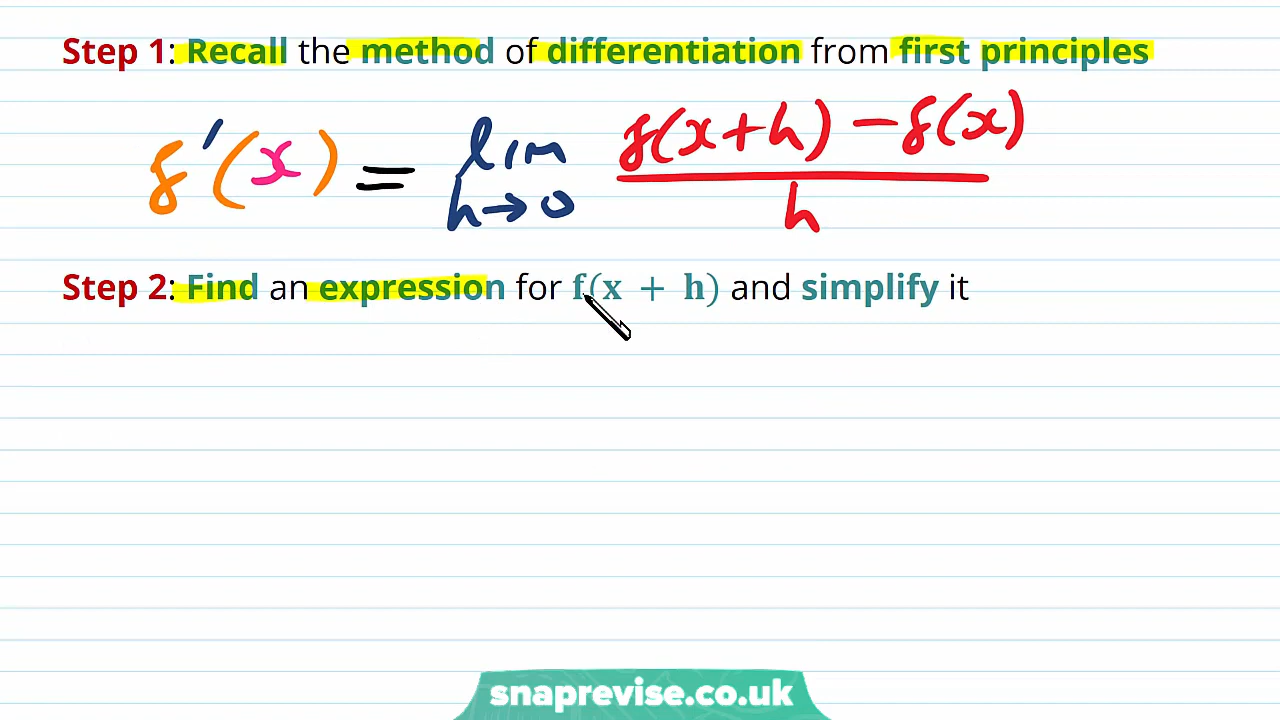 Step 1: Recall the method of differentiation from first principles
f'(x) = lim h→0 f(x+h) − f(x) / h
Step 2: Find an expression for f(x + h) and simplify it
snaprevise.co.uk